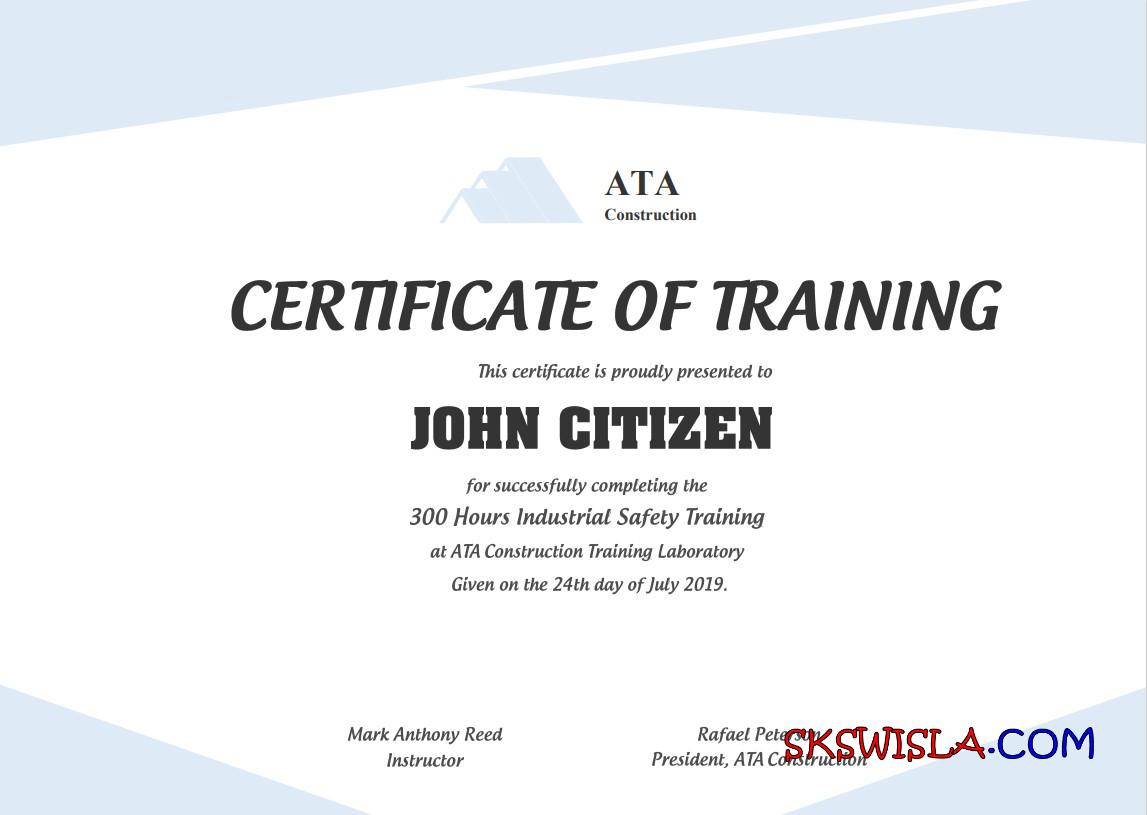 ATA
Construction
CERTIFICATE OF TRAINING
This certificate is proudly presented to
JOHN CITIZEN
for successfully completing the
300 Hours Industrial Safety Training
at ATA Construction Training Laboratory
Given on the 24th day of July 2019.
Mark Anthony Reed
Instructor
Rafael Peterson
President, ATA Construction
SKSWISLA.COM